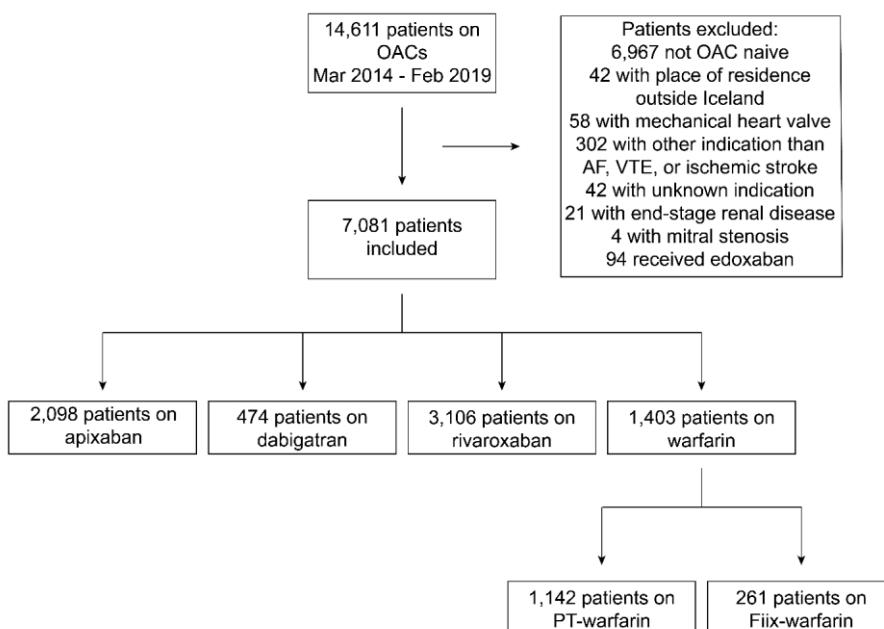 14,611 patients on
OACs
Mar 2014 - Feb 2019
Patients excluded:
6,967 not OAC naive
42 with place of residence
outside Iceland
58 with mechanical heart valve
302 with other indication than
AF, VTE, or ischemic stroke
42 with unknown indication
21 with end-stage renal disease
4 with mitral stenosis
94 received edoxaban
7,081 patients
included
2,098 patients on
apixaban
474 patients on
dabigatran
3,106 patients on
rivaroxaban
1,403 patients on
warfarin
1,142 patients on
PT-warfarin
261 patients on
Fiix-warfarin